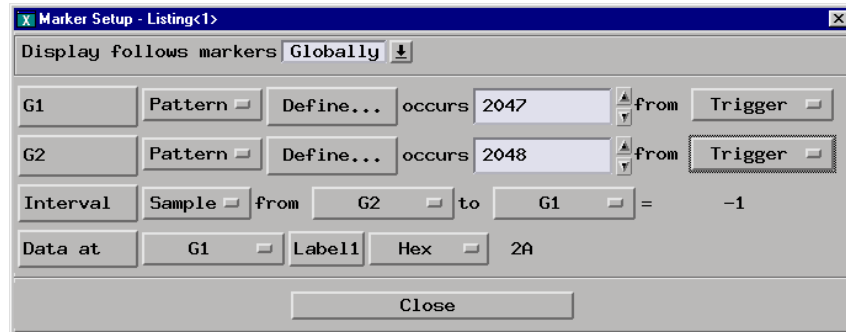 X Marker Setup - Listing<1>
Display follows markers Globally
G1 Pattern Define... occurs 2047 from Trigger
G2 Pattern Define... occurs 2048 from Trigger
Interval Sample from G2 to G1 = -1
Data at G1 Label1 Hex 2A
Close